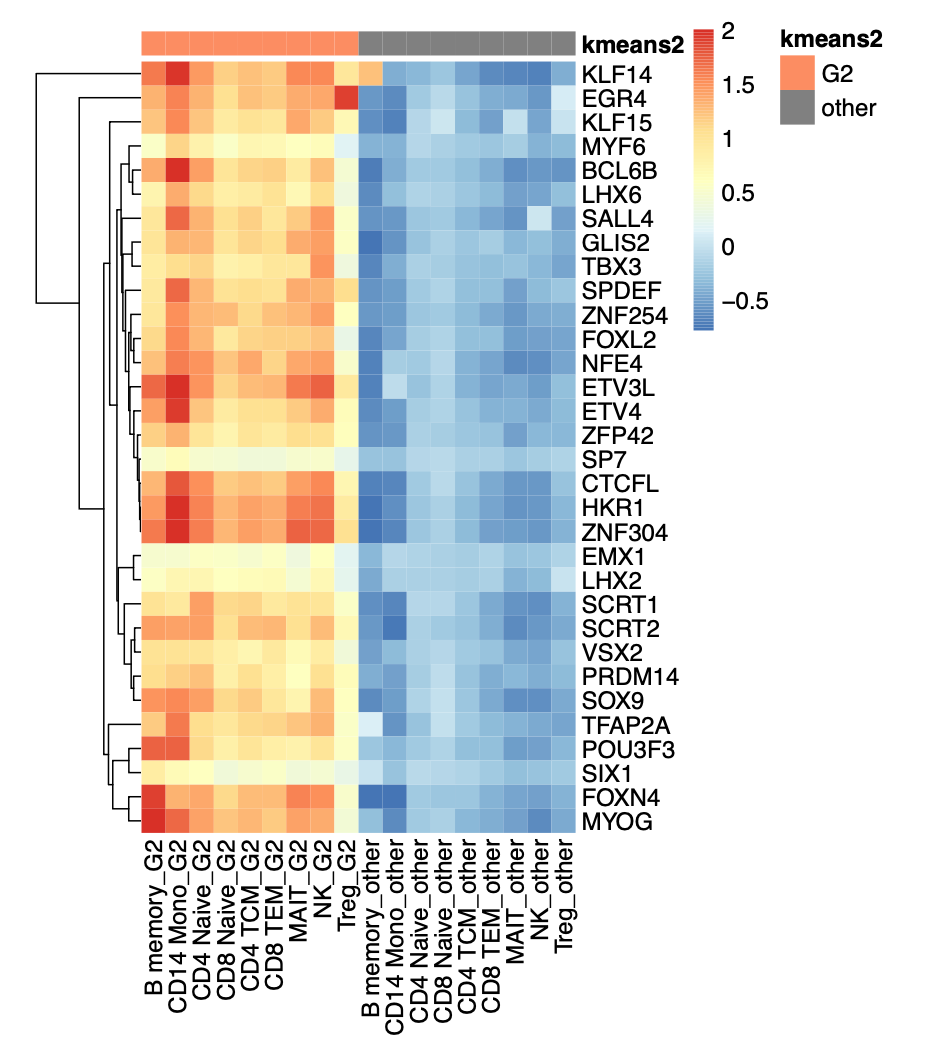 kmeans2
KLF14
EGR4
KLF15
MYF6
BCL6B
LHX6
SALL4
GLIS2
TBX3
SPDEF
ZNF254
FOXL2
NFE4
ETV3L
ETV4
ZFP42
SP7
CTCFL
HKR1
ZNF304
EMX1
LHX2
SCRT1
SCRT2
VSX2
PRDM14
SOX9
TFAP2A
POU3F3
SIX1
FOXN4
MYOG
B memory_G2
CD14 Mono_G2
CD4 Naive_G2
CD8 Naive_G2
CD4 TCM_G2
CD8 TEM_G2
MAIT_G2
NK_G2
Treg_G2
B memory_other
CD14 Mono_other
CD4 Naive_other
CD8 Naive_other
CD4 TCM_other
CD8 TEM_other
MAIT_other
NK_other
Treg_other
2
1.5
1
0.5
0
−0.5
kmeans2
G2
other